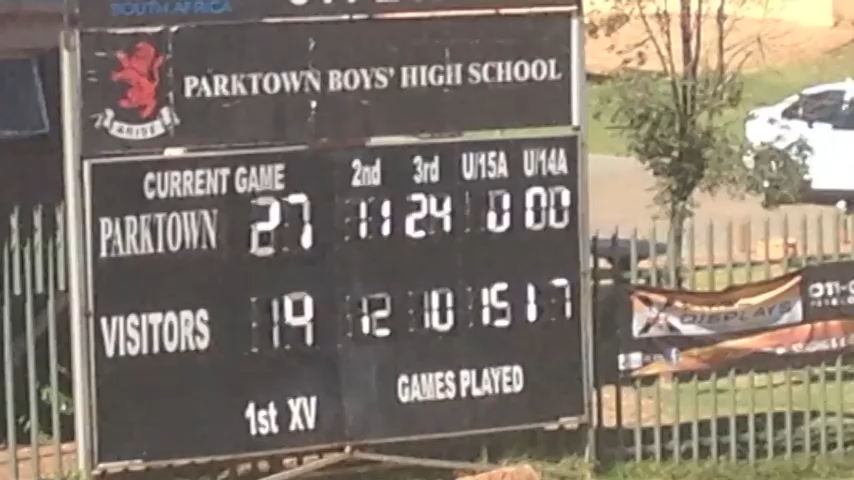 SOUTH AFRICA
PARKTOWN BOYS' HIGH SCHOOL
ARISE
CURRENT GAME 2nd 3rd U/15A U/14A
PARKTOWN 27 11 24 0 00
VISITORS 19 12 10 15 17
GAMES PLAYED
1st XV
011-
DISPLAYS